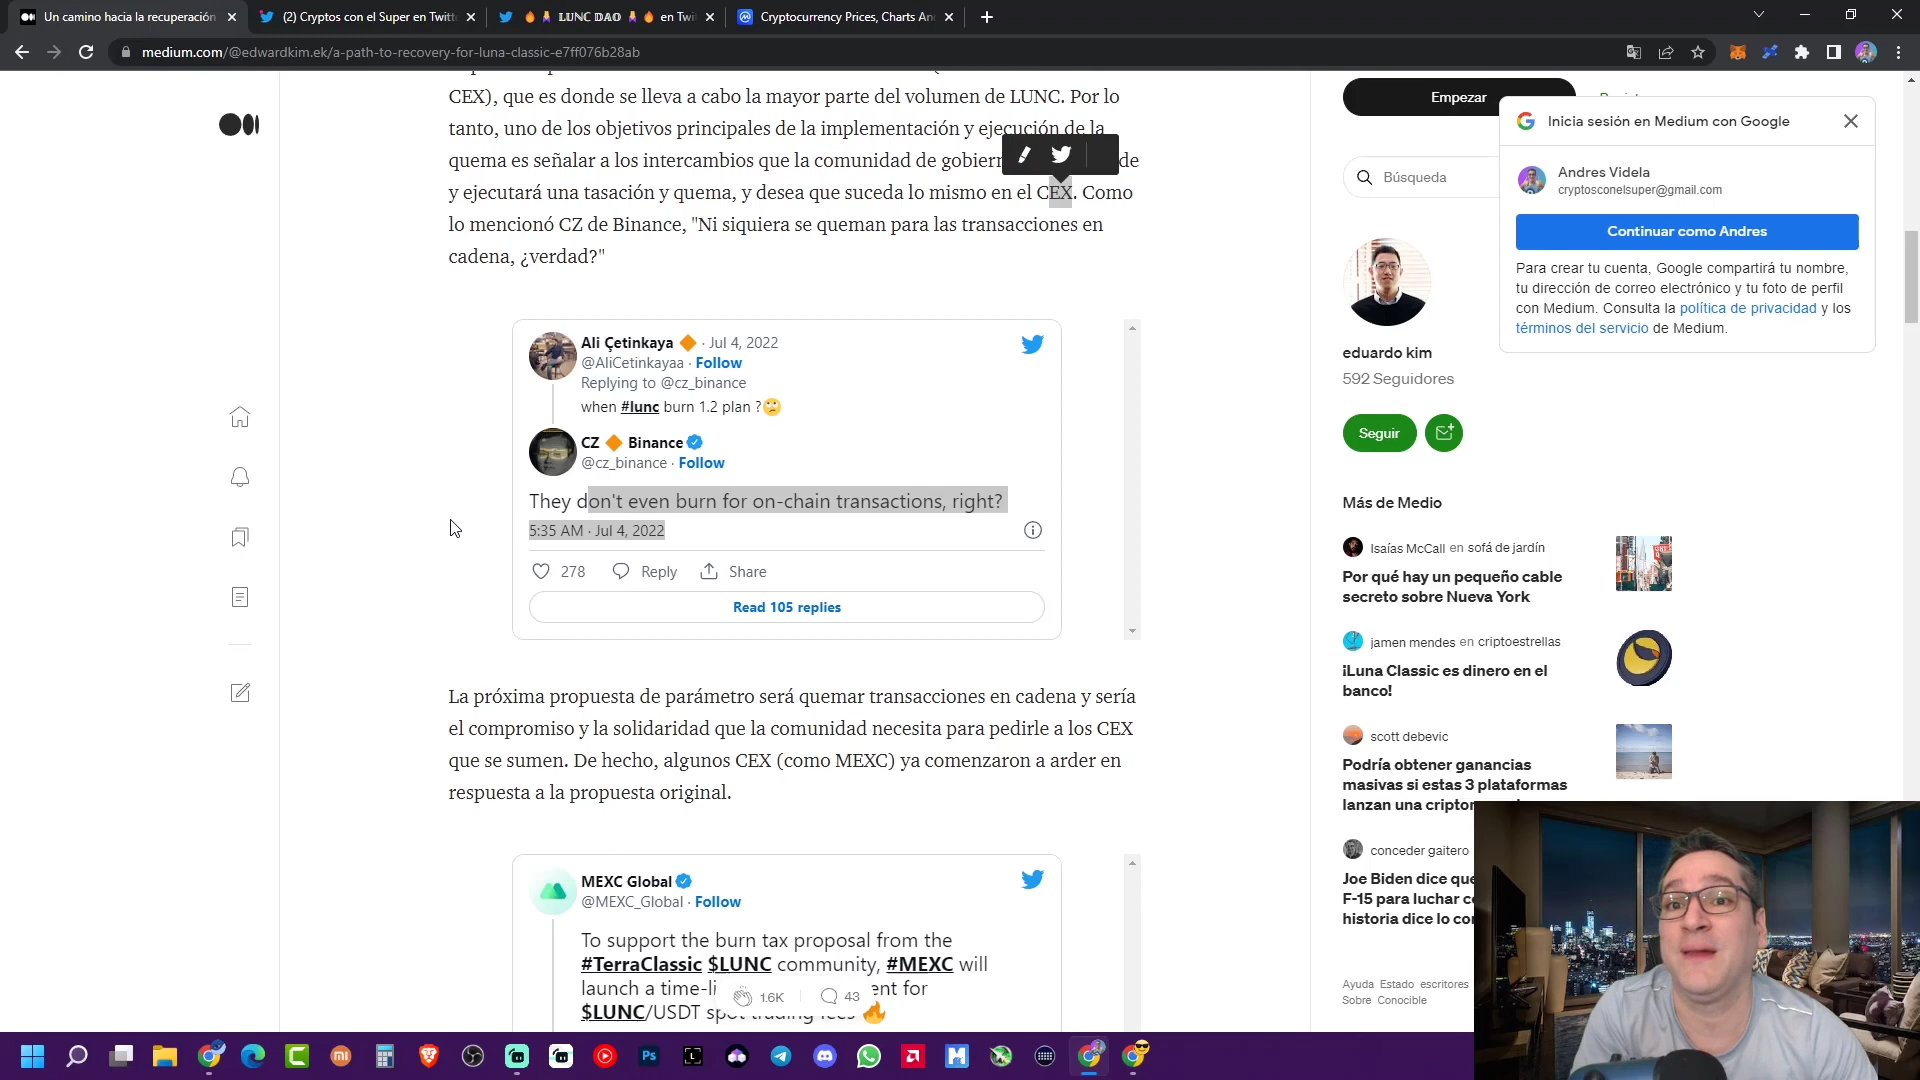 Un camino hacia la recuperación
(2) Cryptos con el Super en Twitt
LUNC DAO
en Twi
Cryptocurrency Prices, Charts An
medium.com/@edwardkim.ek/a-path-to-recovery-for-luna-classic-e7ff076b28ab
CEX), que es donde se lleva a cabo la mayor parte del volumen de LUNC. Por lo
tanto, uno de los objetivos principales de la implementación y ejecución de la
quema es señalar a los intercambios que la comunidad de gobiern de
y ejecutará una tasación y quema, y desea que suceda lo mismo en el CEX. Como
lo mencionó CZ de Binance, "Ni siquiera se queman para las transacciones en
cadena, ¿verdad?"
Ali Çetinkaya 🔶 · Jul 4, 2022
@AliCetinkayaa · Follow
Replying to @cz_binance
when #lunc burn 1.2 plan ?🙄
CZ 🔶 Binance
@cz_binance · Follow
They don't even burn for on-chain transactions, right?
5:35 AM · Jul 4, 2022
278 Reply Share
Read 105 replies
La próxima propuesta de parámetro será quemar transacciones en cadena y sería
el compromiso y la solidaridad que la comunidad necesita para pedirle a los CEX
que se sumen. De hecho, algunos CEX (como MEXC) ya comenzaron a arder en
respuesta a la propuesta original.
MEXC Global
@MEXC_Global · Follow
To support the burn tax proposal from the
#TerraClassic $LUNC community, #MEXC will
launch a time-li ent for
$LUNC/USDT spot trading fees 🔥
1.6K 43
Empezar
Búsqueda
Inicia sesión en Medium con Google
Andres Videla
cryptosconelsuper@gmail.com
Continuar como Andres
Para crear tu cuenta, Google compartirá tu nombre,
tu dirección de correo electrónico y tu foto de perfil
con Medium. Consulta la política de privacidad y los
términos del servicio de Medium.
eduardo kim
592 Seguidores
Seguir
Más de Medio
Isaías McCall en sofá de jardín
Por qué hay un pequeño cable
secreto sobre Nueva York
jamen mendes en criptoestrellas
¡Luna Classic es dinero en el
banco!
scott debevic
Podría obtener ganancias
masivas si estas 3 plataformas
lanzan una cripto
conceder gaitero
Joe Biden dice que
F-15 para luchar c
historia dice lo co
Ayuda Estado escritores
Sobre Conocible